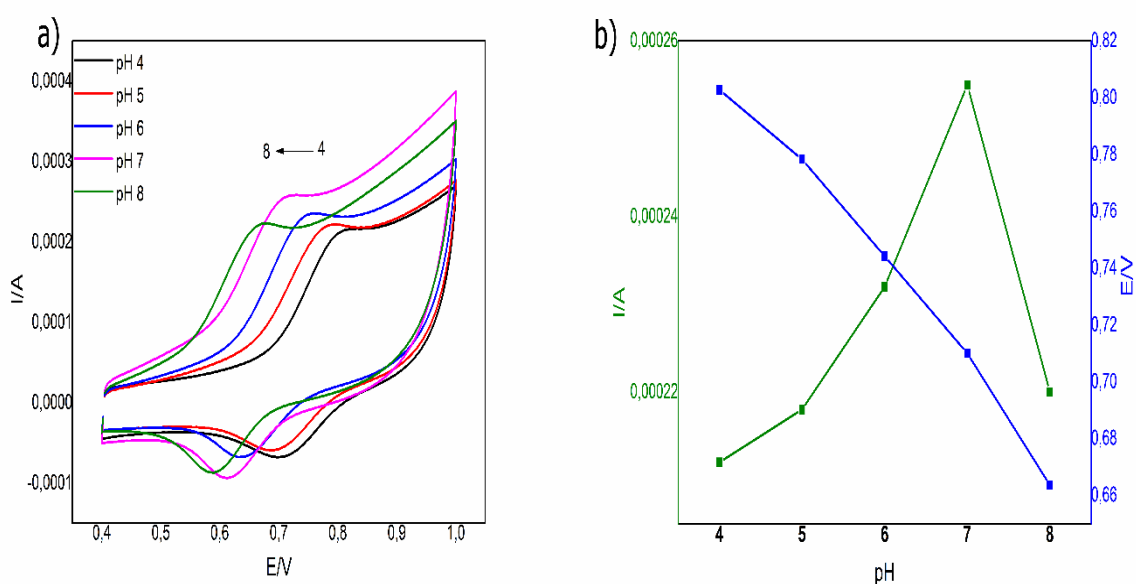 a)
pH 4
pH 5
pH 6
pH 7
pH 8
8 4
0,0004
0,0003
0,0002
0,0001
0,0000
-0,0001
I/A
0,4 0,5 0,6 0,7 0,8 0,9 1,0
E/V
b)
0,00026
0,00024
0,00022
I/A
0,82
0,80
0,78
0,76
0,74
0,72
0,70
0,68
0,66
E/V
4 5 6 7 8
pH